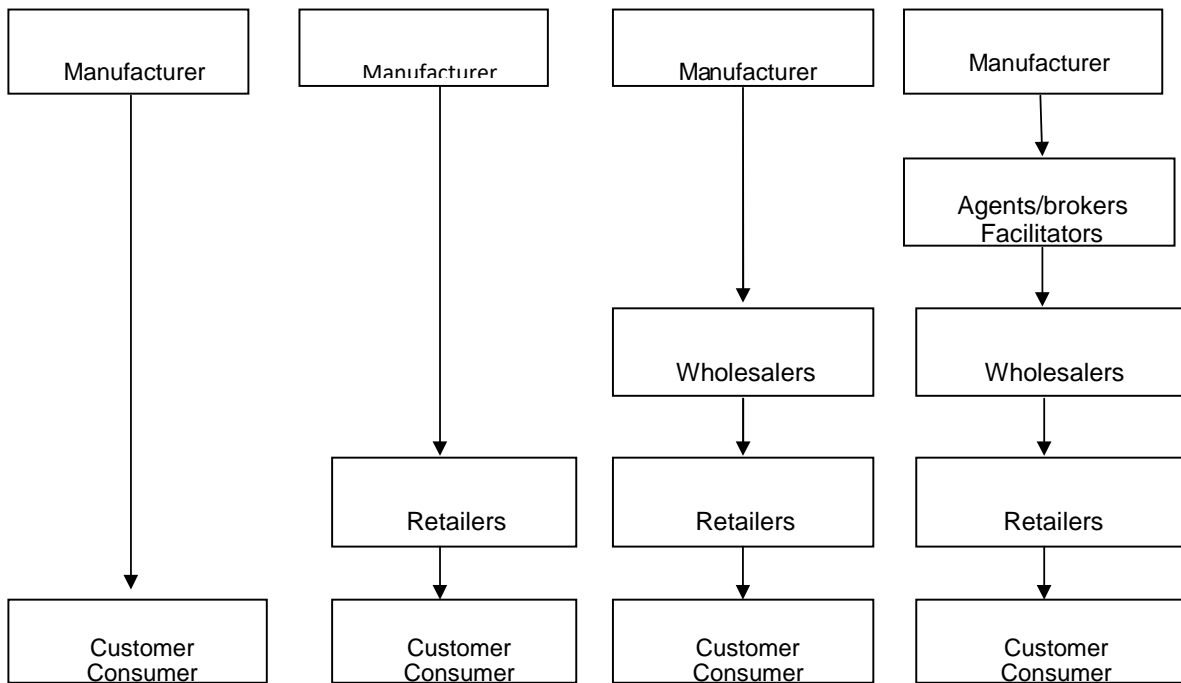 Manufacturer
Manufacturer
Manufacturer
Manufacturer
Agents/brokers
Facilitators
Wholesalers
Wholesalers
Retailers
Retailers
Retailers
Customer
Consumer
Customer
Consumer
Customer
Consumer
Customer
Consumer